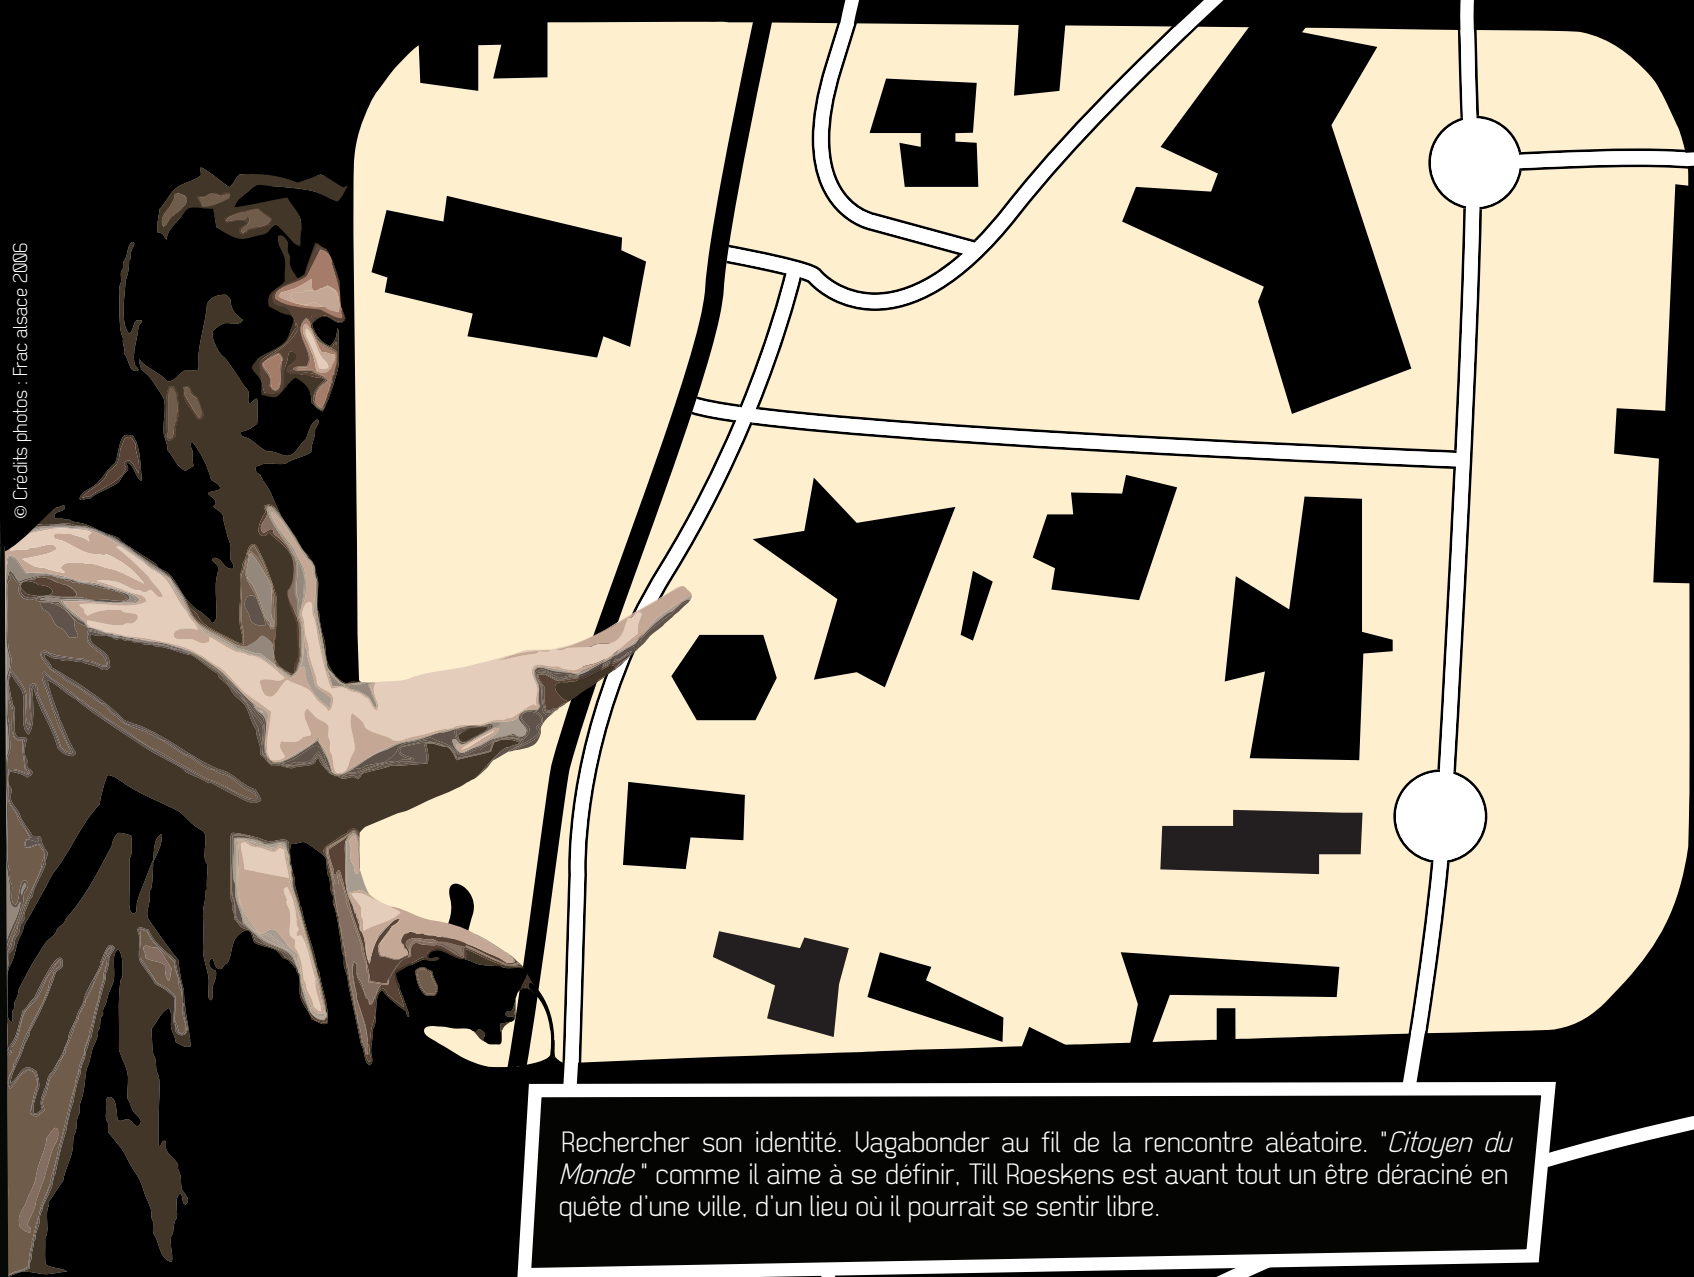 © Crédits photos : Frac alsace 2006
Rechercher son identité. Vagabonder au fil de la rencontre aléatoire. "Citoyen du
Monde" comme il aime à se définir, Till Roeskens est avant tout un être déraciné en
quête d'une ville, d'un lieu où il pourrait se sentir libre.